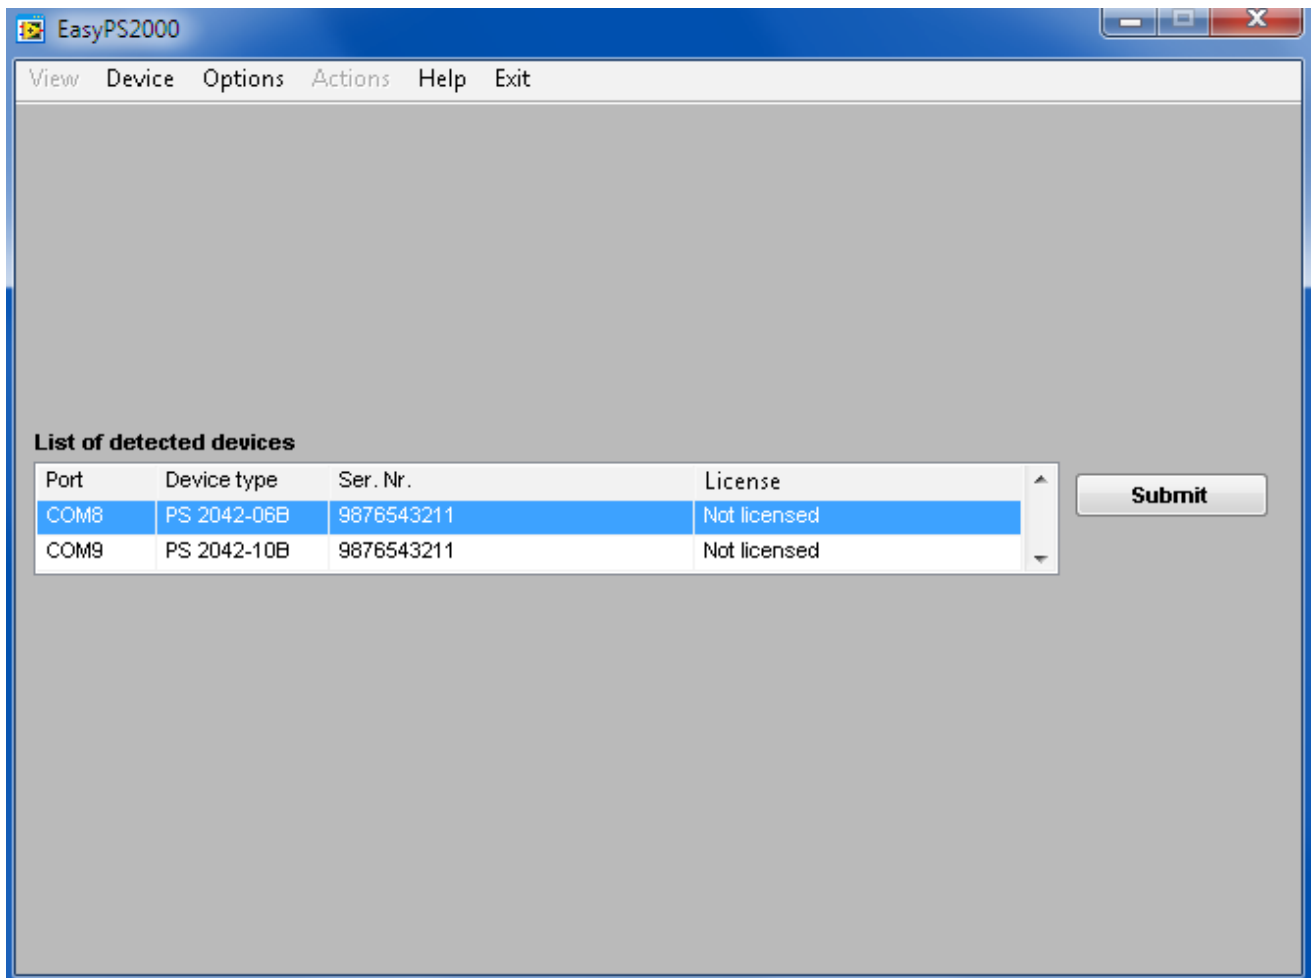 EasyPS2000
View Device Options Actions Help Exit
List of detected devices
Port Device type Ser. Nr. License
COM8 PS 2042-06B 9876543211 Not licensed
COM9 PS 2042-10B 9876543211 Not licensed
Submit